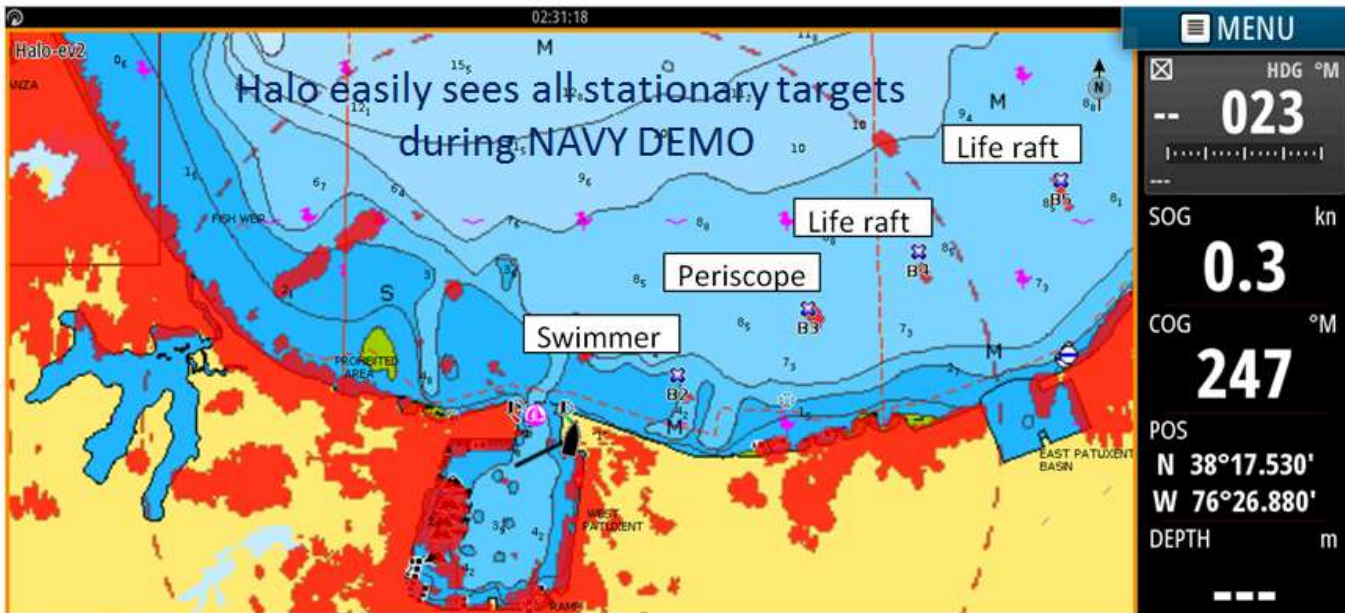 02:31:18
MENU
Halo-ev2
ANZA
Halo easily sees all stationary targets
during NAVY DEMO
Life raft
Life raft
Periscope
Swimmer
M
M
M
M
S
N
FISH WEIR
PROHIBITED
AREA
B5
B4
B3
B2
WEST
PATUXENT
EAST PATUXENT
BASIN
RAMP
HDG °M
-- 023
---
SOG kn
0.3
COG °M
247
POS
N 38°17.530'
W 76°26.880'
DEPTH m
---